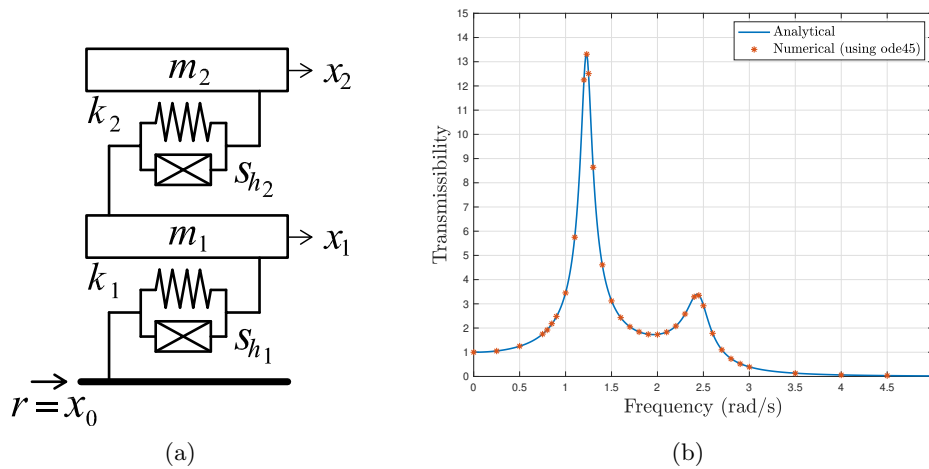 m₂
x₂
k₂
s_h₂
m₁
x₁
k₁
s_h₁
r = x₀
(a)
15
14
13
12
11
10
9
8
7
6
5
4
3
2
1
0
Transmissibility
Analytical
Numerical (using ode45)
0 0.5 1 1.5 2 2.5 3 3.5 4 4.5
Frequency (rad/s)
(b)